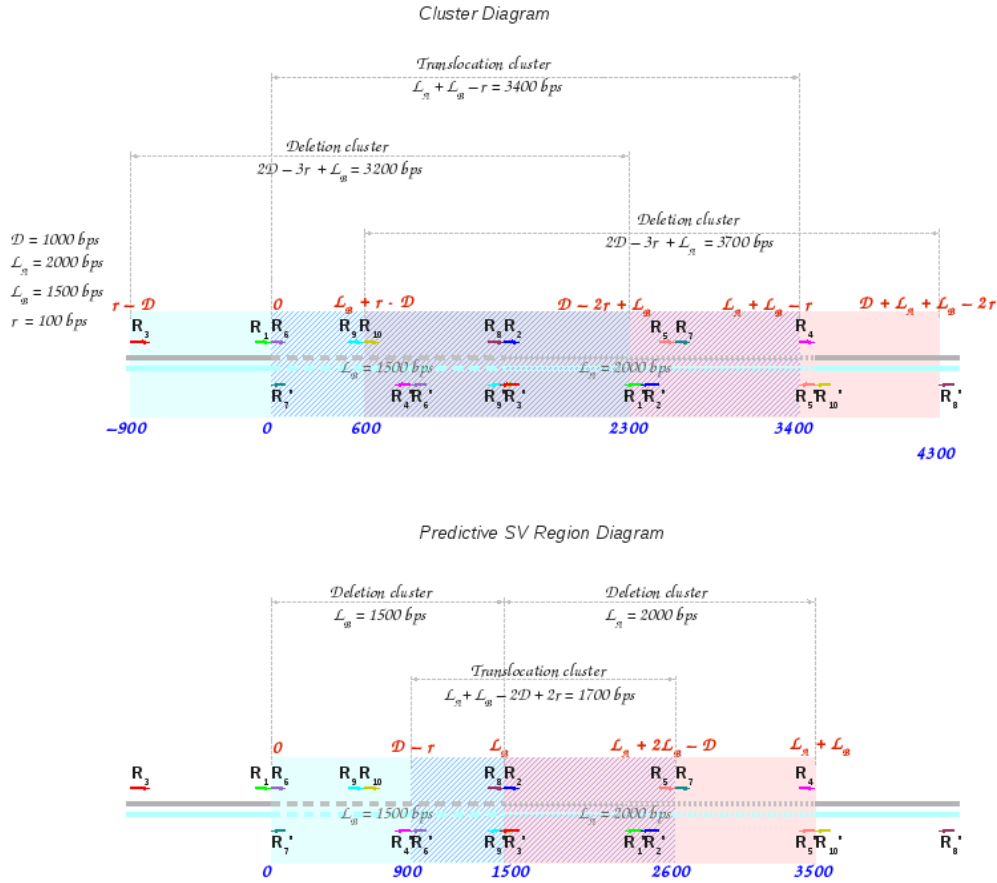 Cluster Diagram
Translocation cluster
L_A + L_B − r = 3400 bps
Deletion cluster
2D − 3r + L_B = 3200 bps
Deletion cluster
2D − 3r + L_A = 3700 bps
D = 1000 bps
L_A = 2000 bps
L_B = 1500 bps
r = 100 bps
r − D 0 L_B + r - D D − 2r + L_B L_A + L_B − r D + L_A + L_B − 2r
R3 R1 R6 R9 R10 R8 R2 R5 R7 R4
L_B = 1500 bps L_A = 2000 bps
R7' R4' R6' R9' R3' R1' R2' R5' R10' R8'
−900 0 600 2300 3400
4300
Predictive SV Region Diagram
Deletion cluster Deletion cluster
L_B = 1500 bps L_A = 2000 bps
Translocation cluster
L_A + L_B − 2D + 2r = 1700 bps
0 D − r L_B L_A + 2L_B − D L_A + L_B
R3 R1 R6 R9 R10 R8 R2 R5 R7 R4
L_B = 1500 bps L_A = 2000 bps
R7' R4' R6' R9' R3' R1' R2' R5' R10' R8'
0 900 1500 2600 3500